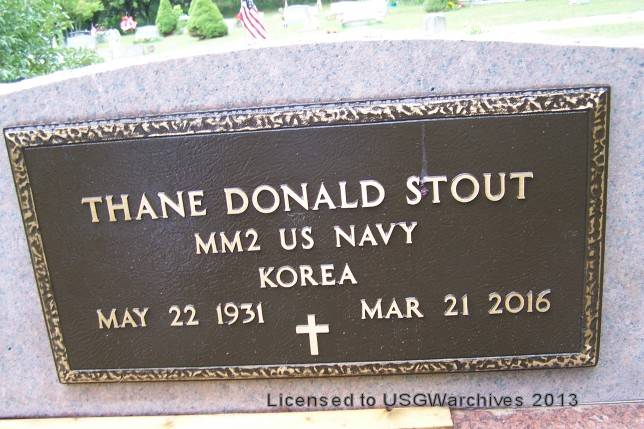 THANE DONALD STOUT
MM2 US NAVY
KOREA
MAY 22 1931 MAR 21 2016
Licensed to USGWarchives 2013